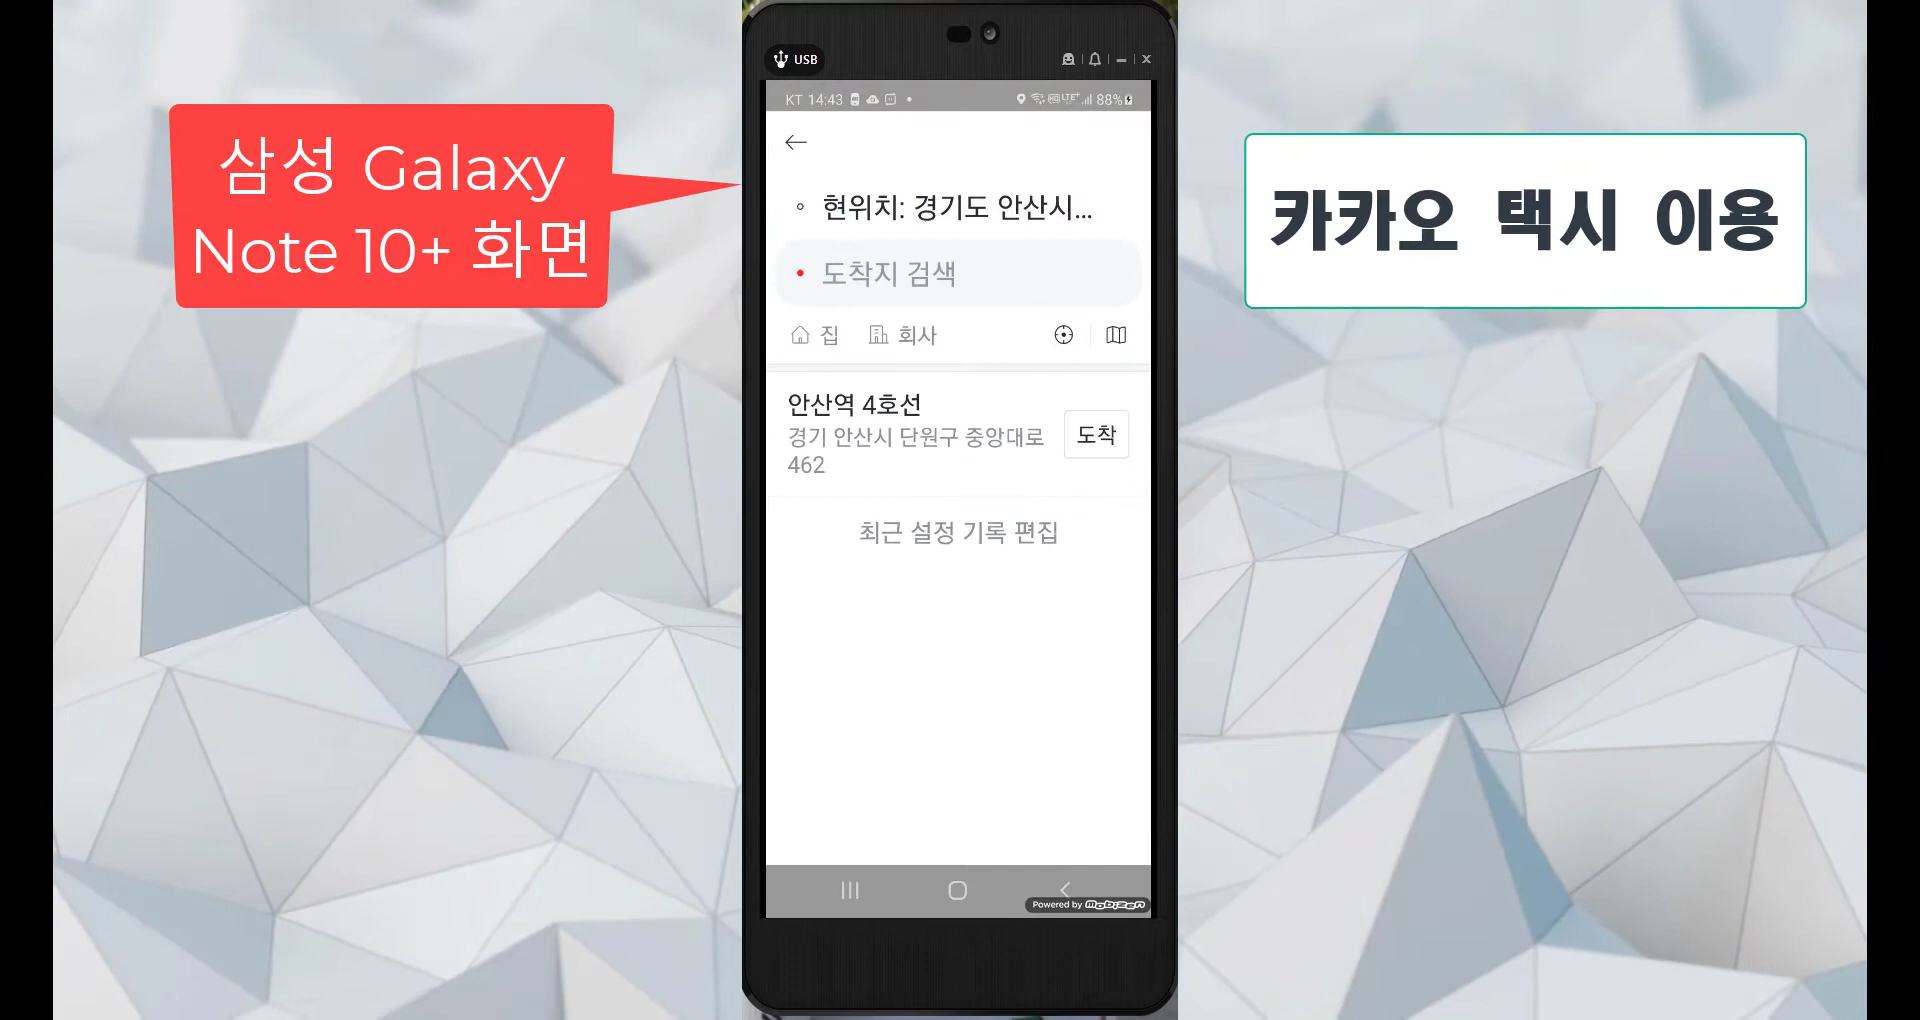 삼성 Galaxy
Note 10+ 화면
USB
KT 14:43
LTE+ 88%
현위치: 경기도 안산시...
도착지 검색
집 회사
안산역 4호선
경기 안산시 단원구 중앙대로
462
도착
최근 설정 기록 편집
Powered by mobizen
카카오 택시 이용